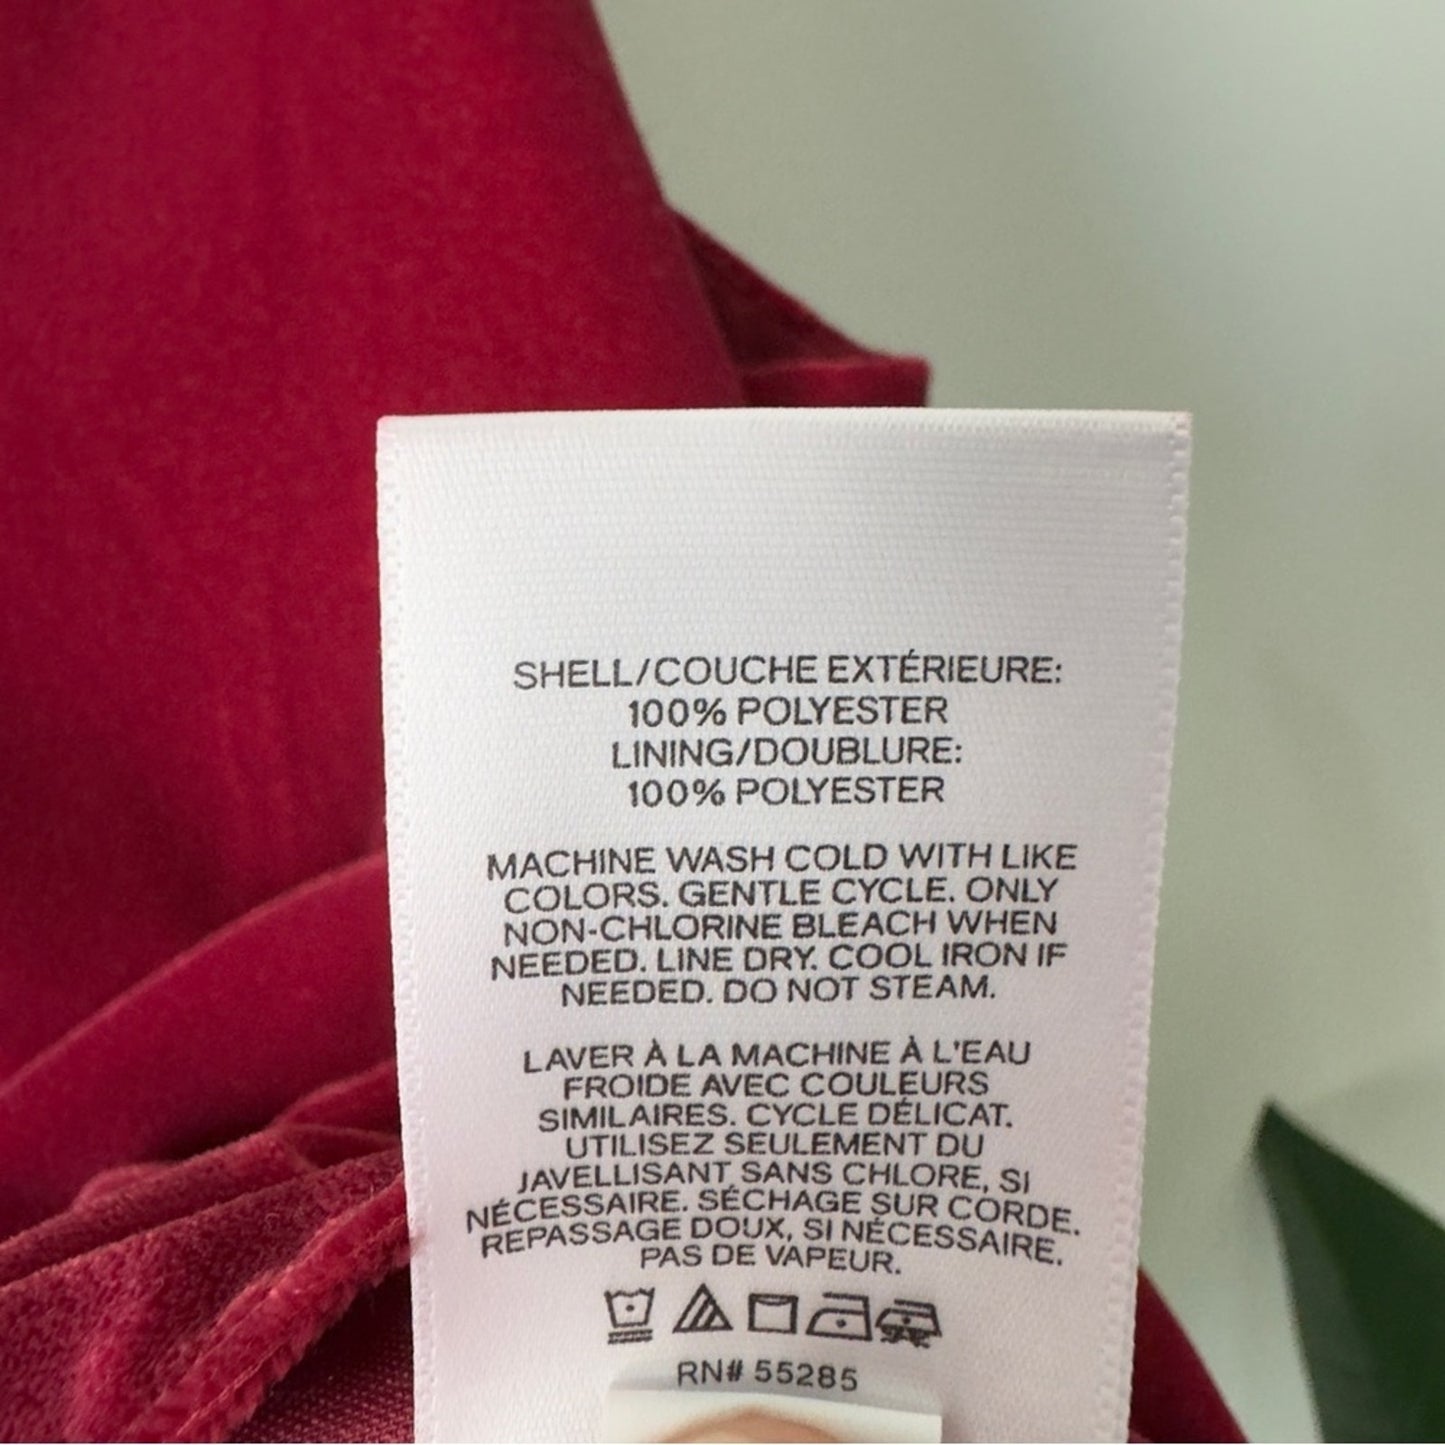 SHELL/COUCHE EXTÉRIEURE:
100% POLYESTER
LINING/DOUBLURE:
100% POLYESTER
MACHINE WASH COLD WITH LIKE
COLORS. GENTLE CYCLE. ONLY
NON-CHLORINE BLEACH WHEN
NEEDED. LINE DRY. COOL IRON IF
NEEDED. DO NOT STEAM.
LAVER À LA MACHINE À L'EAU
FROIDE AVEC COULEURS
SIMILAIRES. CYCLE DÉLICAT.
UTILISEZ SEULEMENT DU
JAVELLISANT SANS CHLORE, SI
NÉCESSAIRE. SÉCHAGE SUR CORDE.
REPASSAGE DOUX, SI NÉCESSAIRE.
PAS DE VAPEUR.
RN# 55285